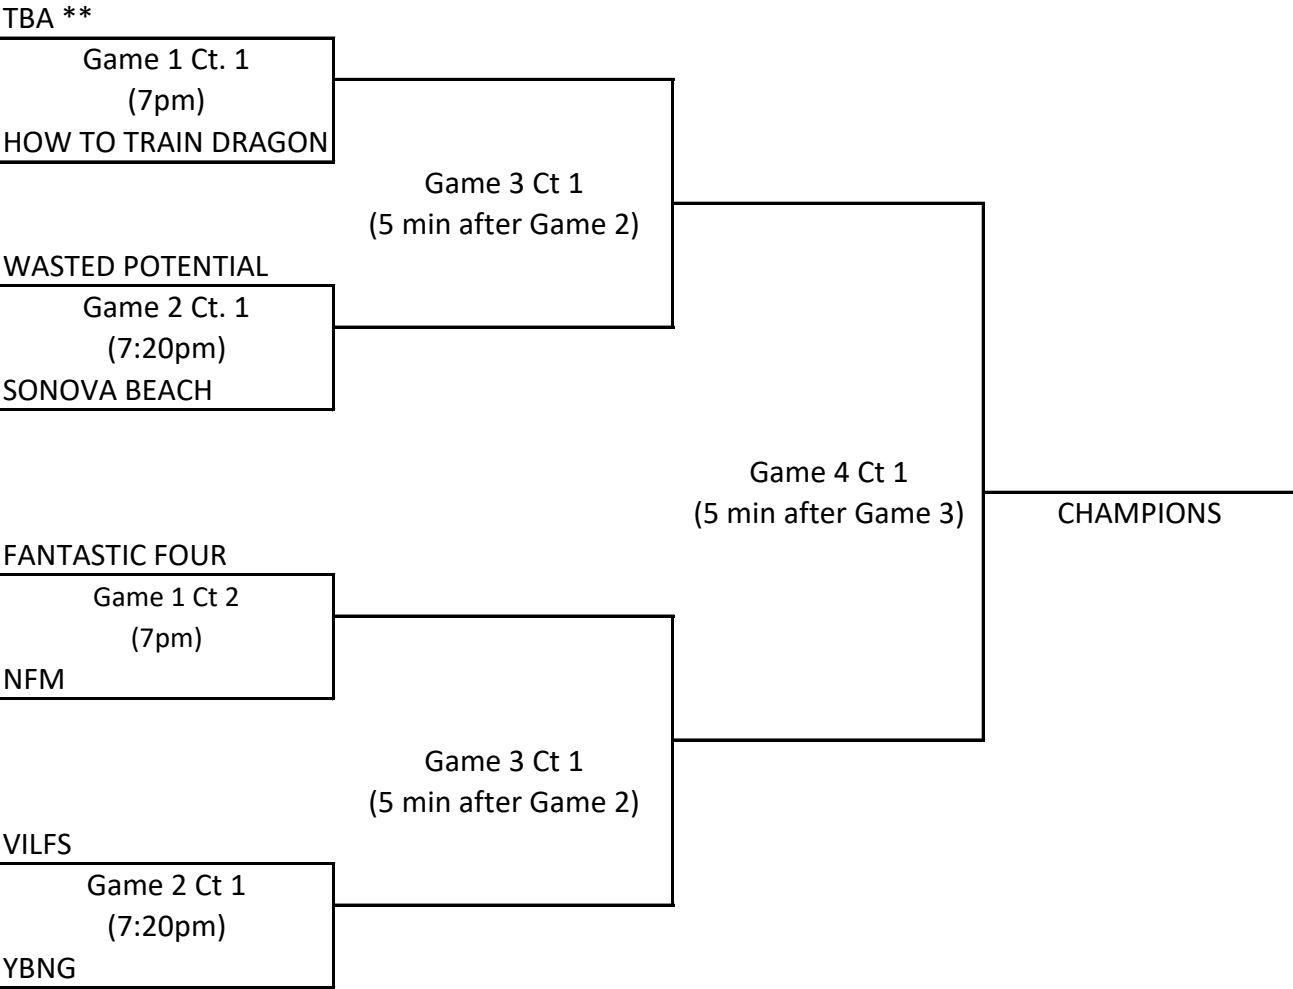 TBA **
Game 1 Ct. 1
(7pm)
HOW TO TRAIN DRAGON
Game 3 Ct 1
(5 min after Game 2)
WASTED POTENTIAL
Game 2 Ct. 1
(7:20pm)
SONOVA BEACH
Game 4 Ct 1
(5 min after Game 3)
CHAMPIONS
FANTASTIC FOUR
Game 1 Ct 2
(7pm)
NFM
Game 3 Ct 1
(5 min after Game 2)
VILFS
Game 2 Ct 1
(7:20pm)
YBNG